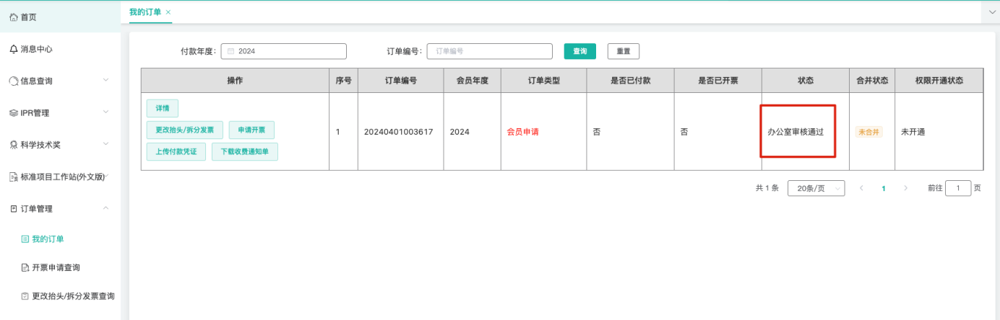 首页
消息中心
信息查询
IPR管理
科学技术奖
标准项目工作站(外文版)
订单管理
我的订单
开票申请查询
更改抬头/拆分发票查询
我的订单 ×
付款年度： 2024 订单编号： 订单编号 查询 重置
操作 序号 订单编号 会员年度 订单类型 是否已付款 是否已开票 状态 合并状态 权限开通状态
详情
更改抬头/拆分发票 申请开票
上传付款凭证 下载收费通知单
1 20240401003617 2024 会员申请 否 否 办公室审核通过 未合并 未开通
共 1 条 20条/页 < 1 > 前往 1 页